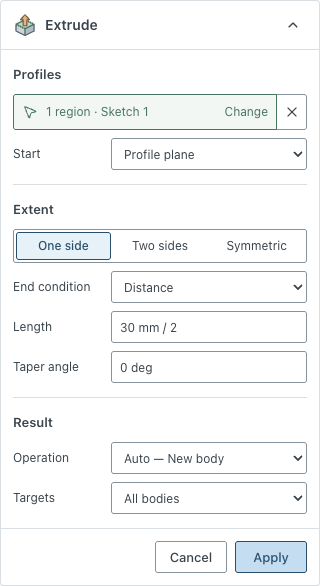 Extrude
Profiles
1 region · Sketch 1 Change
Start Profile plane
Extent
One side Two sides Symmetric
End condition Distance
Length 30 mm / 2
Taper angle 0 deg
Result
Operation Auto — New body
Targets All bodies
Cancel Apply